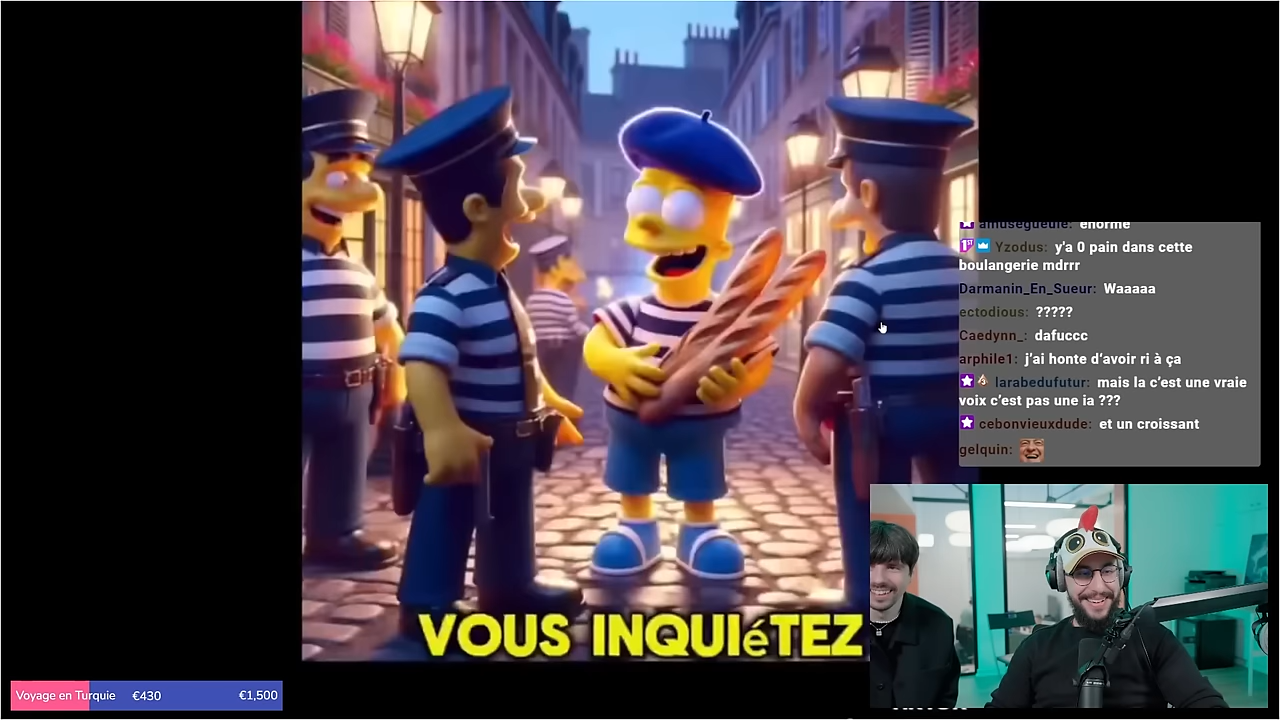 amusegueule: énorme
Yzodus: y'a 0 pain dans cette
boulangerie mdrrr
Darmanin_En_Sueur: Waaaaa
ectodious: ?????
Caedynn_: dafuccc
arphile1: j'ai honte d'avoir ri à ça
larabedufutur: mais la c'est une vraie
voix c'est pas une ia ???
cebonvieuxdude: et un croissant
gelquin:
VOUS INQUIéTEZ
Voyage en Turquie €430 €1,500